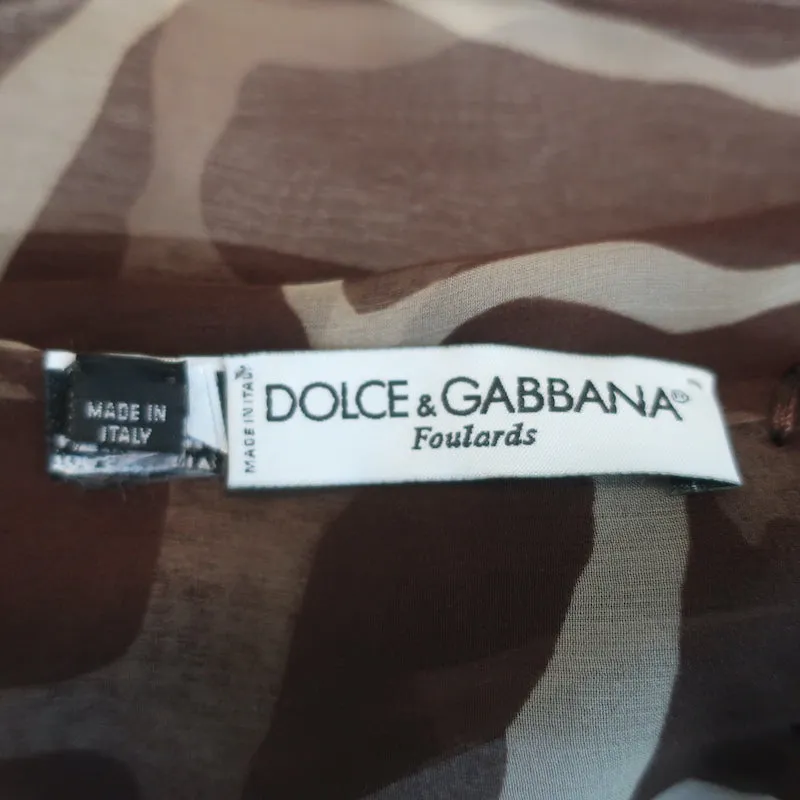 MADE IN
ITALY
MADE IN ITALY
DOLCE & GABBANA®
Foulards